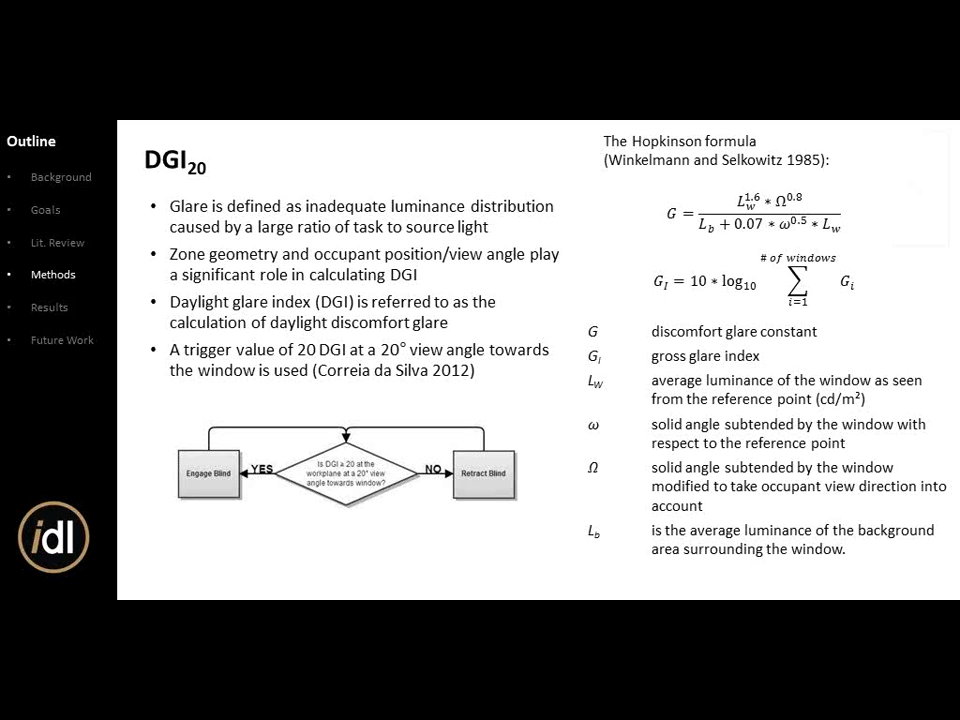 Outline
• Background
• Goals
• Lit. Review
• Methods
• Results
• Future Work
idl
DGI₂₀
• Glare is defined as inadequate luminance distribution
caused by a large ratio of task to source light
• Zone geometry and occupant position/view angle play
a significant role in calculating DGI
• Daylight glare index (DGI) is referred to as the
calculation of daylight discomfort glare
• A trigger value of 20 DGI at a 20° view angle towards
the window is used (Correia da Silva 2012)
Engage Blind
YES
Is DGI ≥ 20 at the
workplane at a 20° view
angle towards window?
NO
Retract Blind
The Hopkinson formula
(Winkelmann and Selkowitz 1985):
G = (L_w^1.6 * Ω^0.8) / (L_b + 0.07 * ω^0.5 * L_w)
G_I = 10 * log₁₀ ∑_{i=1}^{# of windows} G_i
G discomfort glare constant
G_I gross glare index
L_W average luminance of the window as seen
from the reference point (cd/m²)
ω solid angle subtended by the window with
respect to the reference point
Ω solid angle subtended by the window
modified to take occupant view direction into
account
L_b is the average luminance of the background
area surrounding the window.